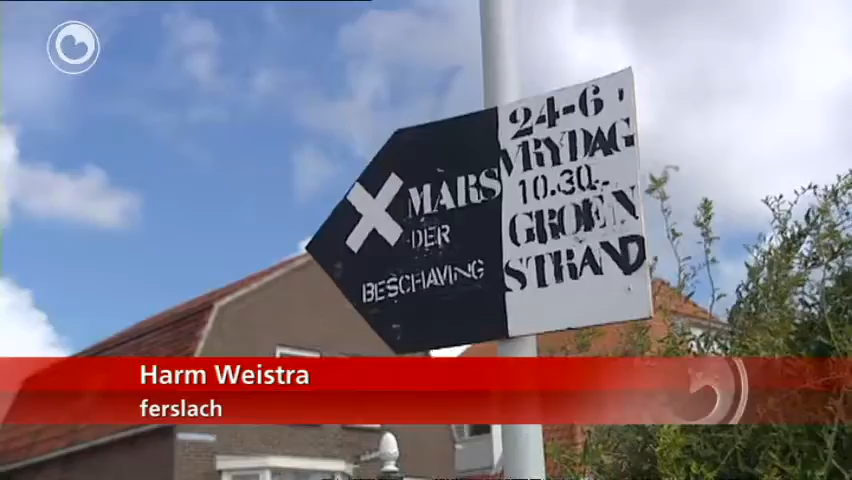 X MARS
DER
BESCHAVING
24-6
VRYDAG
10.30
GROEN
STRAND
Harm Weistra
ferslach